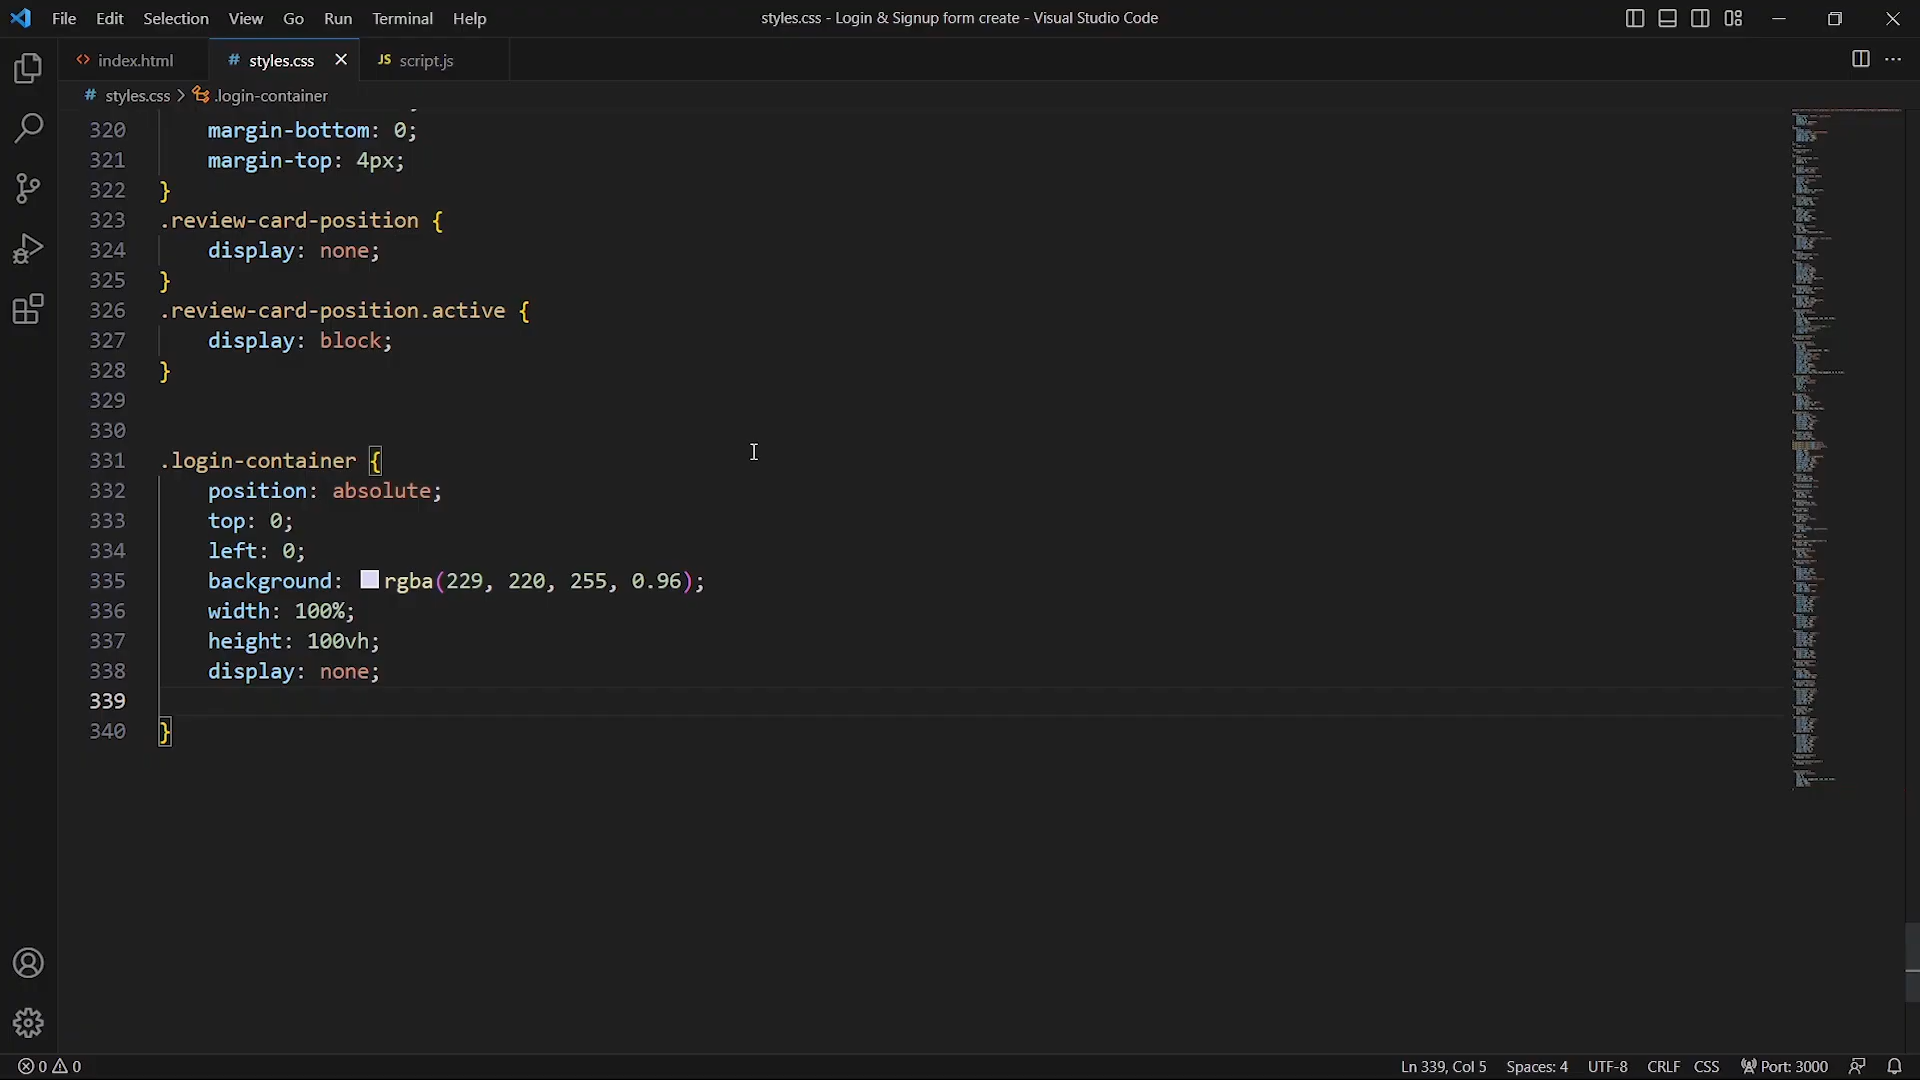 File Edit Selection View Go Run Terminal Help
styles.css - Login & Signup form create - Visual Studio Code
<> index.html
# styles.css
JS script.js
# styles.css > .login-container
320 margin-bottom: 0;
321 margin-top: 4px;
322 }
323 .review-card-position {
324 display: none;
325 }
326 .review-card-position.active {
327 display: block;
328 }
329
330
331 .login-container {
332 position: absolute;
333 top: 0;
334 left: 0;
335 background: rgba(229, 220, 255, 0.96);
336 width: 100%;
337 height: 100vh;
338 display: none;
339
340 }
0 0
Ln 339, Col 5 Spaces: 4 UTF-8 CRLF CSS Port: 3000